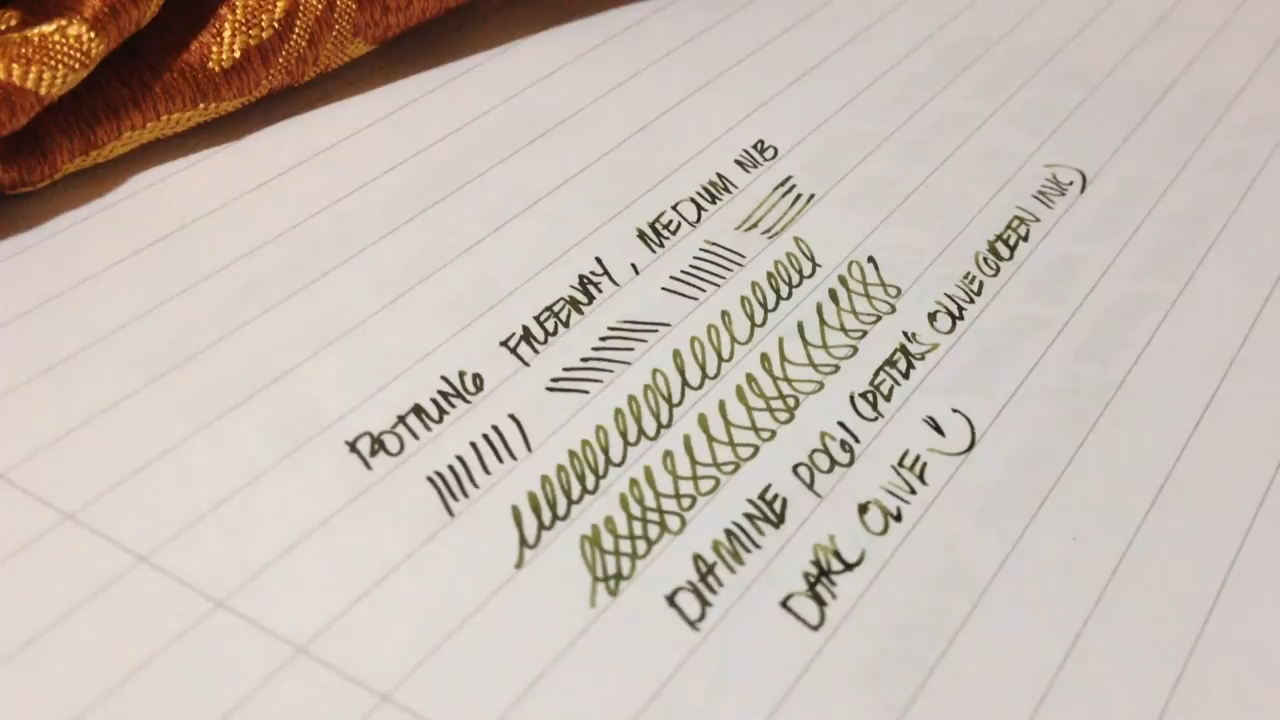 ROTRING FREEWAY, MEDIUM NIB
DIAMINE POGI (PETER'S OLIVE GREEN INK)
DARK OLIVE